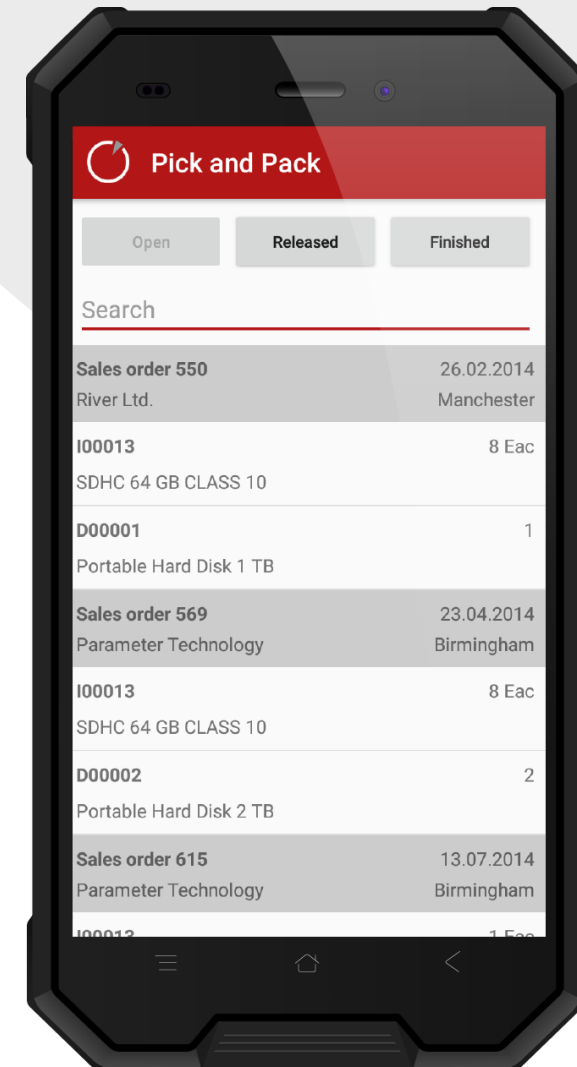 Pick and Pack
Open Released Finished
Search
Sales order 550 26.02.2014
River Ltd. Manchester
I00013 8 Eac
SDHC 64 GB CLASS 10
D00001 1
Portable Hard Disk 1 TB
Sales order 569 23.04.2014
Parameter Technology Birmingham
I00013 8 Eac
SDHC 64 GB CLASS 10
D00002 2
Portable Hard Disk 2 TB
Sales order 615 13.07.2014
Parameter Technology Birmingham
I00013 1 Eac